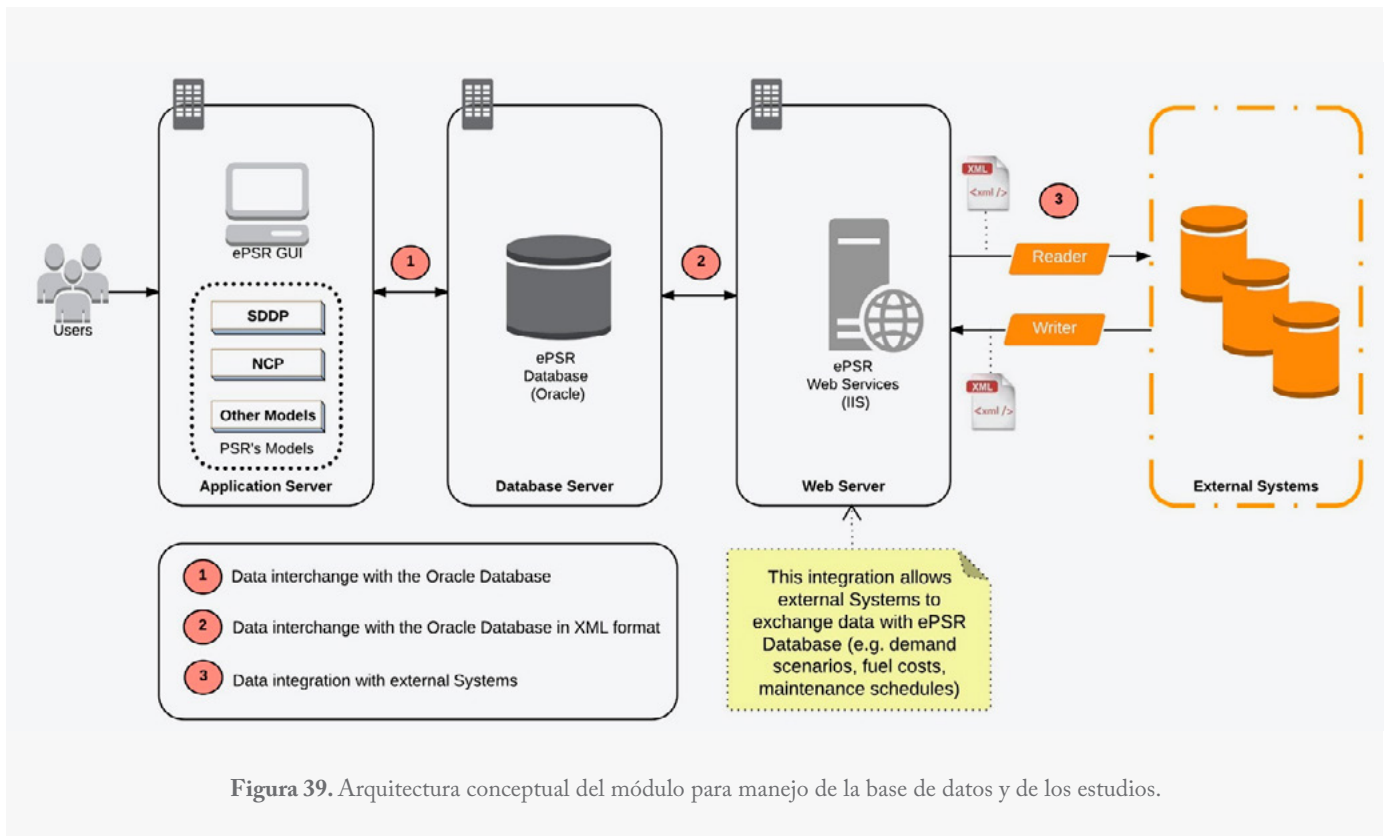 Users
ePSR GUI
SDDP
NCP
Other Models
PSR's Models
Application Server
1
ePSR
Database
(Oracle)
Database Server
2
ePSR
Web Services
(IIS)
Web Server
XML
<xml />
3
Reader
Writer
XML
<xml />
External Systems
1 Data interchange with the Oracle Database
2 Data interchange with the Oracle Database in XML format
3 Data integration with external Systems
This integration allows
external Systems to
exchange data with ePSR
Database (e.g. demand
scenarios, fuel costs,
maintenance schedules)
Figura 39. Arquitectura conceptual del módulo para manejo de la base de datos y de los estudios.